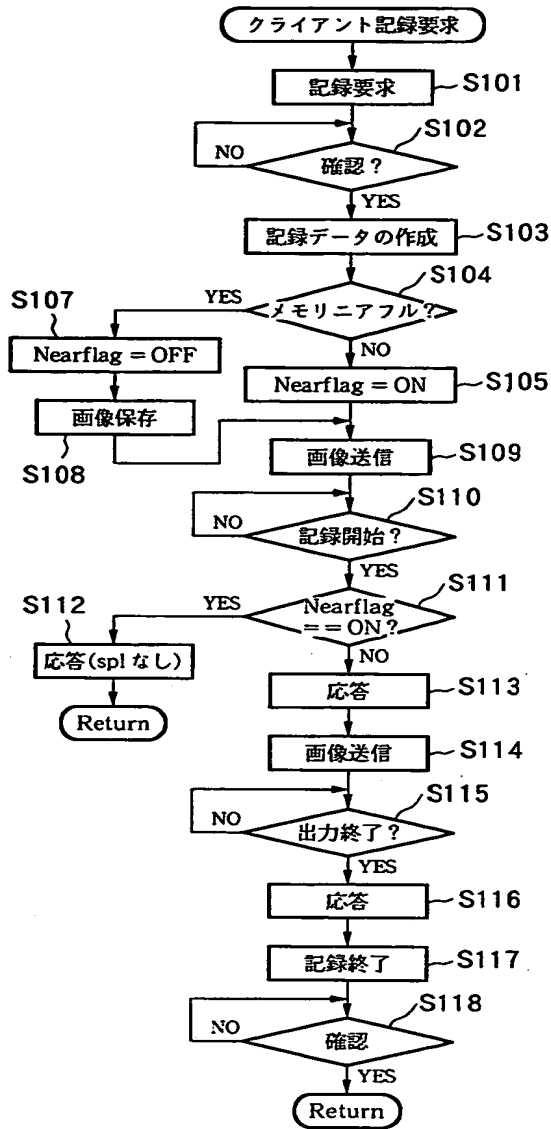 クライアント記録要求
記録要求
S101
S102
NO
確認？
YES
記録データの作成
S103
S104
YES
メモリニアフル？
S107
NO
Nearflag = OFF
Nearflag = ON
S105
画像保存
S108
画像送信
S109
S110
NO
記録開始？
YES
S111
S112
YES
Nearflag
== ON？
応答(splなし)
NO
Return
応答
S113
画像送信
S114
S115
NO
出力終了？
YES
応答
S116
記録終了
S117
S118
NO
確認
YES
Return